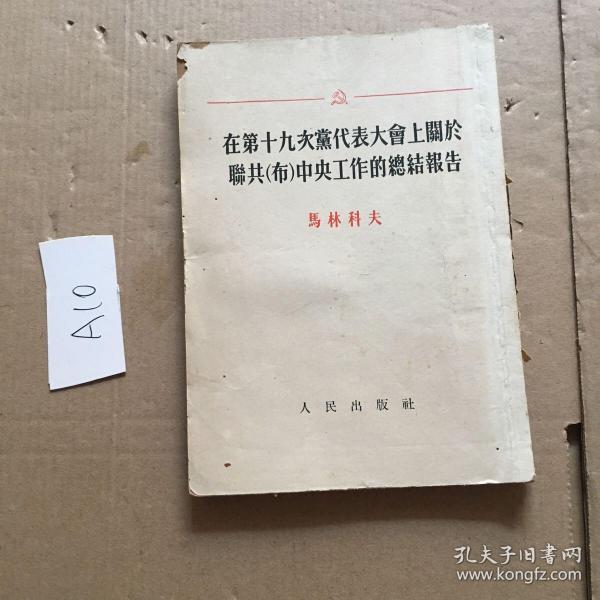 在第十九次黨代表大會上關於
聯共(布)中央工作的總結報告
馬林科夫
人民出版社
A10
孔夫子旧书网
www.kongfz.com